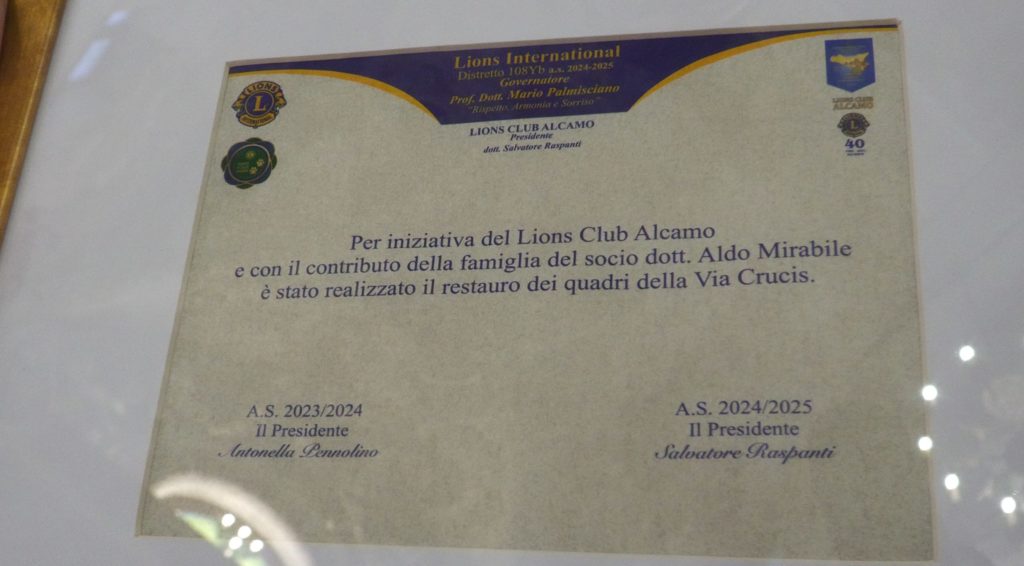 Lions International
Distretto 108Yb a.s. 2024-2025
Governatore
Prof. Dott. Mario Palmisciano
"Rispetto, Armonia e Sorriso"
LIONS CLUB ALCAMO
Presidente
dott. Salvatore Raspanti
LIONS
L
INTERNATIONAL
LIONS CLUB
ALCAMO
40
Per iniziativa del Lions Club Alcamo
e con il contributo della famiglia del socio dott. Aldo Mirabile
è stato realizzato il restauro dei quadri della Via Crucis.
A.S. 2023/2024
Il Presidente
Antonella Pennolino
A.S. 2024/2025
Il Presidente
Salvatore Raspanti